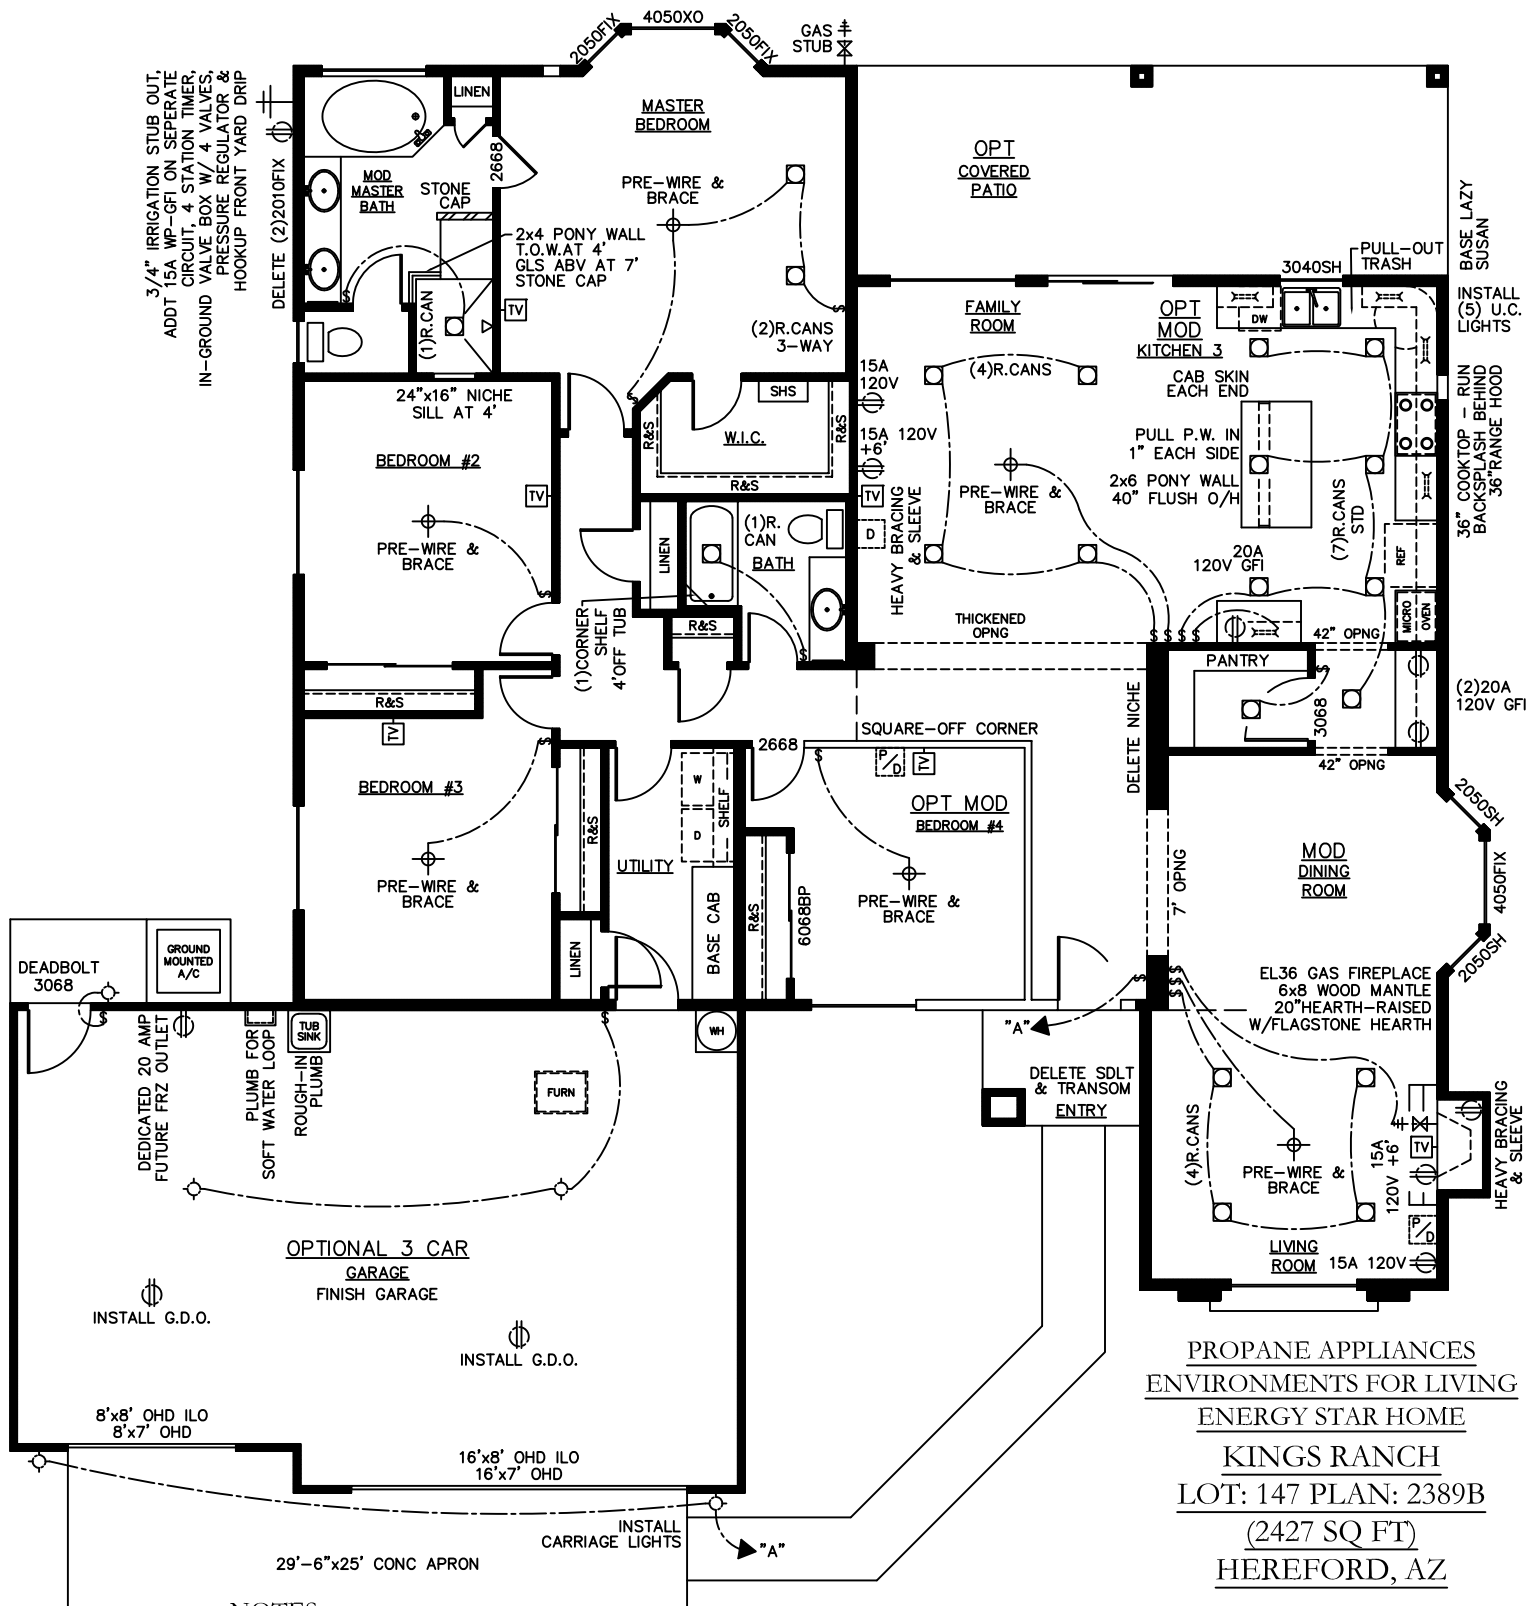 4050XO
2050FIX
2050FIX
GAS
STUB
3/4" IRRIGATION STUB OUT,
ADDT 15A WP-GFI ON SEPERATE
CIRCUIT, 4 STATION TIMER,
IN-GROUND VALVE BOX W/ 4 VALVES,
PRESSURE REGULATOR &
HOOKUP FRONT YARD DRIP
DELETE (2)2010FIX
LINEN
2668
MASTER
BEDROOM
MOD
MASTER
BATH
STONE
CAP
PRE-WIRE &
BRACE
2x4 PONY WALL
T.O.W.AT 4'
GLS ABV AT 7'
STONE CAP
TV
(1)R.CAN
(2)R.CANS
3-WAY
OPT
COVERED
PATIO
BASE LAZY
SUSAN
PULL-OUT
TRASH
3040SH
INSTALL
(5) U.C.
LIGHTS
FAMILY
ROOM
OPT
MOD
KITCHEN 3
DW
15A
120V
(4)R.CANS
CAB SKIN
EACH END
24"x16" NICHE
SILL AT 4'
SHS
R&S
R&S
W.I.C.
R&S
15A 120V
+6'
TV
D
HEAVY BRACING
& SLEEVE
PRE-WIRE &
BRACE
PULL P.W. IN
1" EACH SIDE
2x6 PONY WALL
40" FLUSH O/H
(7)R.CANS
STD
36" COOKTOP - RUN
BACKSPLASH BEHIND
36"RANGE HOOD
REF
20A
120V GFI
MICRO
OVEN
BEDROOM #2
TV
PRE-WIRE &
BRACE
LINEN
(1)R.
CAN
BATH
R&S
(1)CORNER
SHELF
4'OFF TUB
THICKENED
OPNG
42" OPNG
PANTRY
3068
(2)20A
120V GFI
42" OPNG
R&S
TV
SQUARE-OFF CORNER
DELETE NICHE
2668
P/D
TV
BEDROOM #3
PRE-WIRE &
BRACE
R&S
W
D
SHELF
UTILITY
BASE CAB
LINEN
R&S
6068BP
OPT MOD
BEDROOM #4
PRE-WIRE &
BRACE
7' OPNG
MOD
DINING
ROOM
2050SH
4050FIX
2050SH
EL36 GAS FIREPLACE
6x8 WOOD MANTLE
20"HEARTH-RAISED
W/FLAGSTONE HEARTH
DEADBOLT
3068
GROUND
MOUNTED
A/C
DEDICATED 20 AMP
FUTURE FRZ OUTLET
PLUMB FOR
SOFT WATER LOOP
TUB
SINK
ROUGH-IN
PLUMB
FURN
WH
"A"
DELETE SDLT
& TRANSOM
ENTRY
(4)R.CANS
PRE-WIRE &
BRACE
15A
120V +6'
TV
P/D
HEAVY BRACING
& SLEEVE
LIVING
ROOM
15A 120V
OPTIONAL 3 CAR
GARAGE
FINISH GARAGE
INSTALL G.D.O.
INSTALL G.D.O.
8'x8' OHD ILO
8'x7' OHD
16'x8' OHD ILO
16'x7' OHD
INSTALL
CARRIAGE LIGHTS
"A"
29'-6"x25' CONC APRON
PROPANE APPLIANCES
ENVIRONMENTS FOR LIVING
ENERGY STAR HOME
KINGS RANCH
LOT: 147 PLAN: 2389B
(2427 SQ FT)
HEREFORD, AZ
NOTES